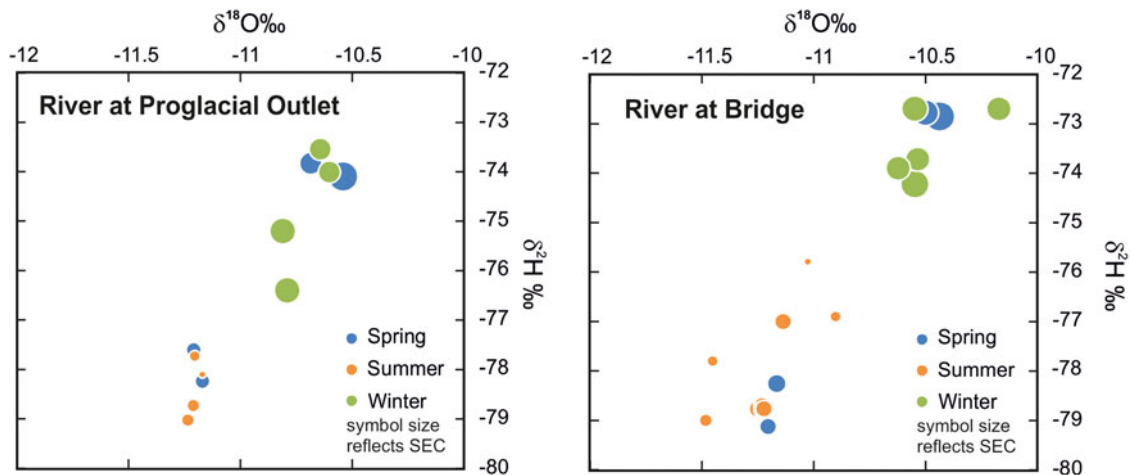 δ¹⁸O‰
-12 -11.5 -11 -10.5 -10
-72
River at Proglacial Outlet
-73
-74
-75
δ²H ‰
-76
-77
Spring
-78
Summer
Winter
-79
symbol size
reflects SEC
-80
δ¹⁸O‰
-12 -11.5 -11 -10.5 -10
-72
River at Bridge
-73
-74
-75
δ²H ‰
-76
-77
Spring
-78
Summer
Winter
-79
symbol size
reflects SEC
-80